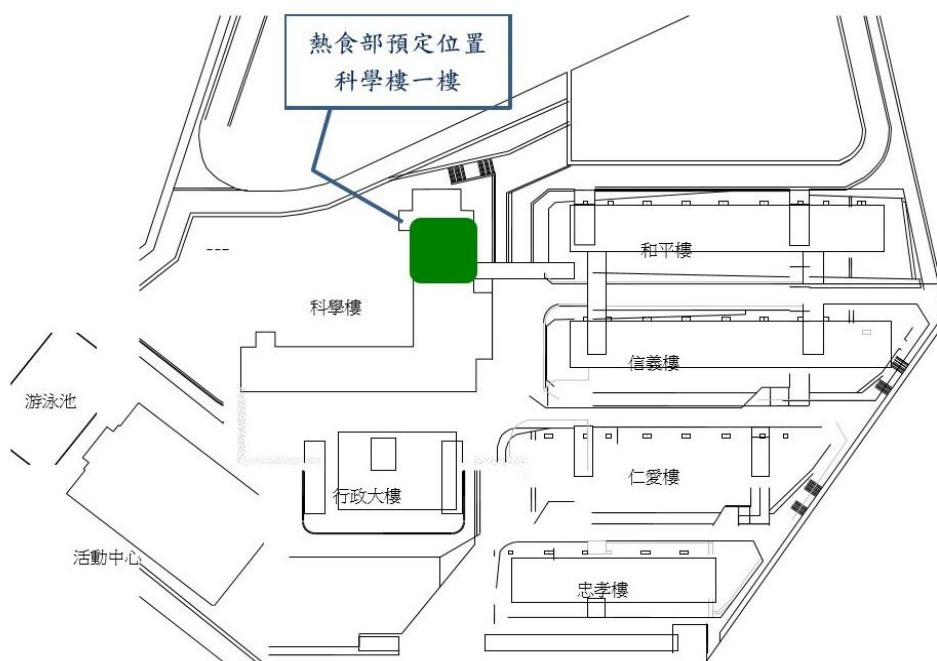 熱食部預定位置
科學樓一樓
和平樓
科學樓
信義樓
游泳池
仁愛樓
行政大樓
活動中心
忠孝樓